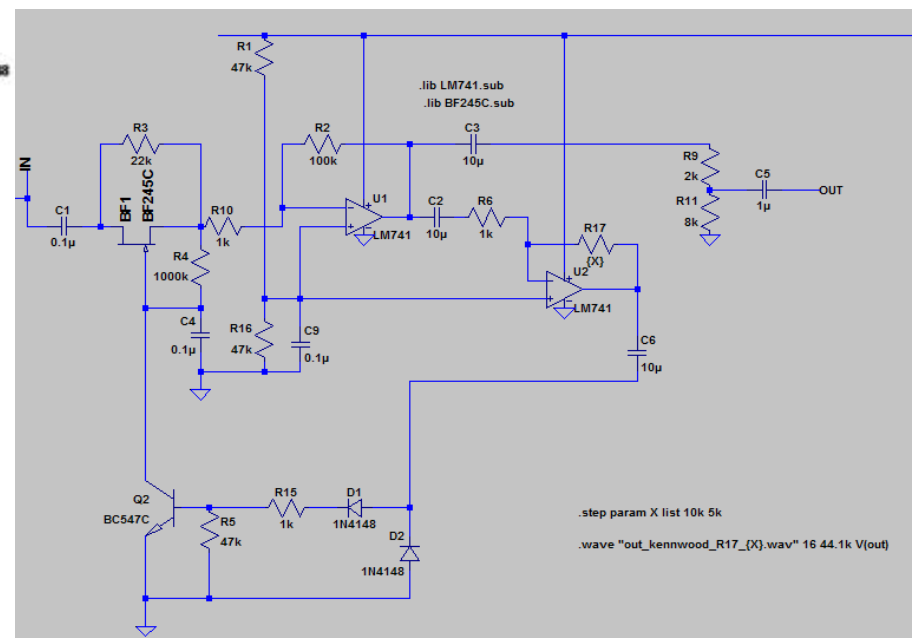 R1
47k
.lib LM741.sub
.lib BF245C.sub
R3
22k
R2
100k
C3
10µ
IN
BF1
BF245C
R9
2k
C5
1µ
OUT
C1
0.1µ
R10
1k
U1
LM741
C2
10µ
R6
1k
R17
{X}
R11
8k
R4
1000k
U2
LM741
C4
0.1µ
R16
47k
C9
0.1µ
C6
10µ
Q2
BC547C
R5
47k
R15
1k
D1
1N4148
D2
1N4148
.step param X list 10k 5k
.wave "out_kennwood_R17_{X}.wav" 16 44.1k V(out)